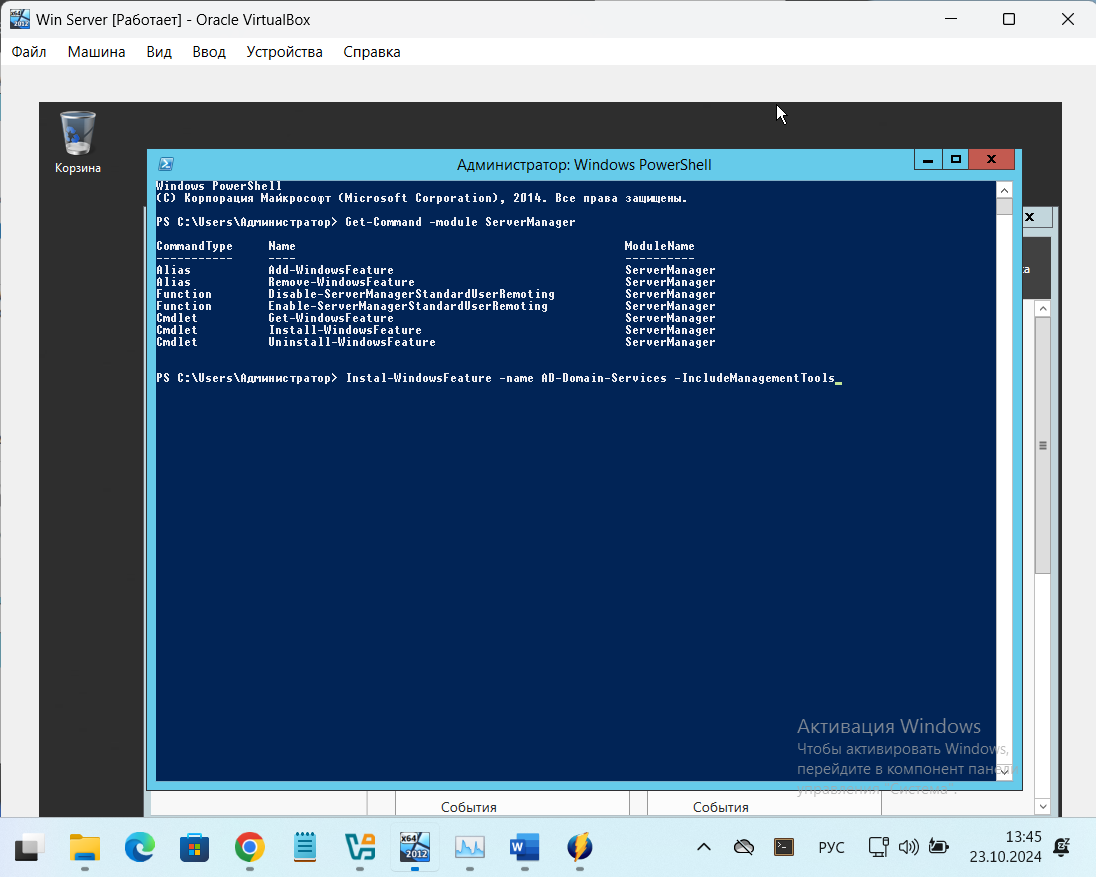 Win Server [Работает] - Oracle VirtualBox
Файл Машина Вид Ввод Устройства Справка
Корзина
Администратор: Windows PowerShell
Windows PowerShell
(C) Корпорация Майкрософт (Microsoft Corporation), 2014. Все права защищены.
PS C:\Users\Администратор> Get-Command -module ServerManager
CommandType Name ModuleName
----------- ---- ----------
Alias Add-WindowsFeature ServerManager
Alias Remove-WindowsFeature ServerManager
Function Disable-ServerManagerStandardUserRemoting ServerManager
Function Enable-ServerManagerStandardUserRemoting ServerManager
Cmdlet Get-WindowsFeature ServerManager
Cmdlet Install-WindowsFeature ServerManager
Cmdlet Uninstall-WindowsFeature ServerManager
PS C:\Users\Администратор> Instal-WindowsFeature -name AD-Domain-Services -IncludeManagementTools_
Активация Windows
Чтобы активировать Windows,
перейдите в компонент панели
управления "Система".
События События
x64
2012
РУС
13:45
23.10.2024